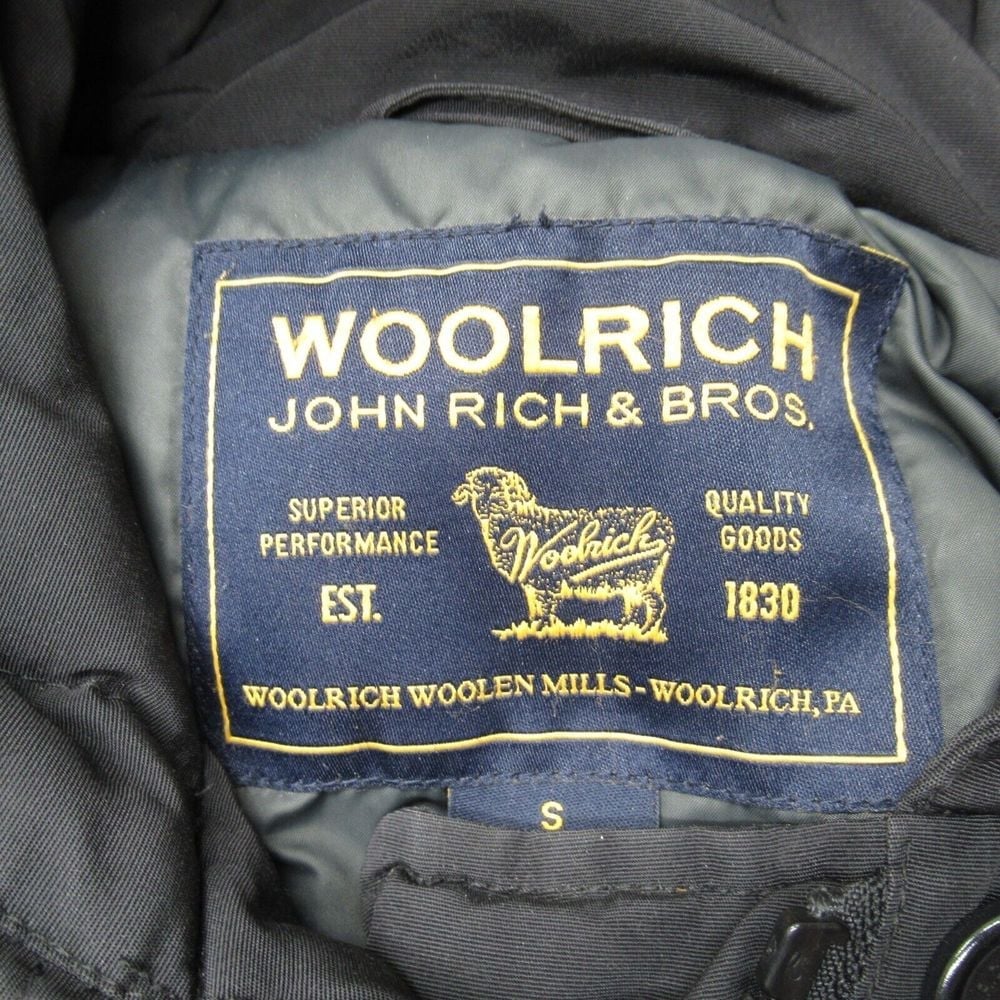 WOOLRICH
JOHN RICH & BROS.
SUPERIOR
PERFORMANCE
EST.
Woolrich
QUALITY
GOODS
1830
WOOLRICH WOOLEN MILLS-WOOLRICH, PA
S